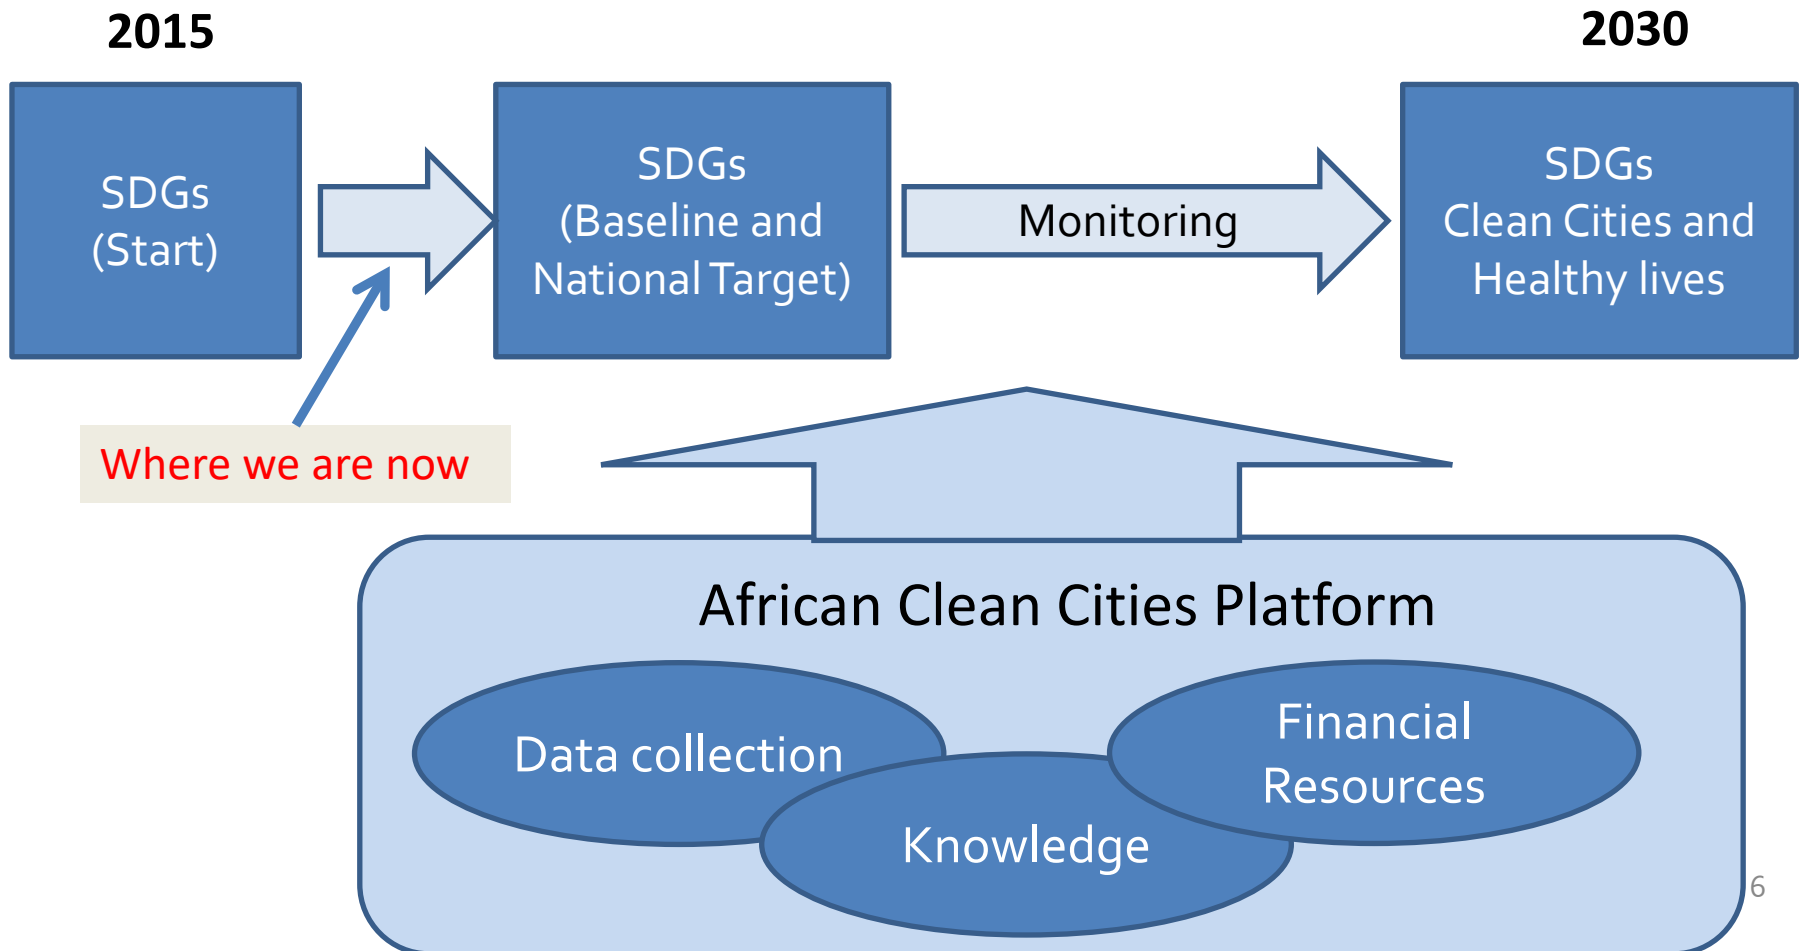 2015
2030
SDGs
(Start)
SDGs
(Baseline and
National Target)
Monitoring
SDGs
Clean Cities and
Healthy lives
Where we are now
African Clean Cities Platform
Data collection
Knowledge
Financial
Resources
6